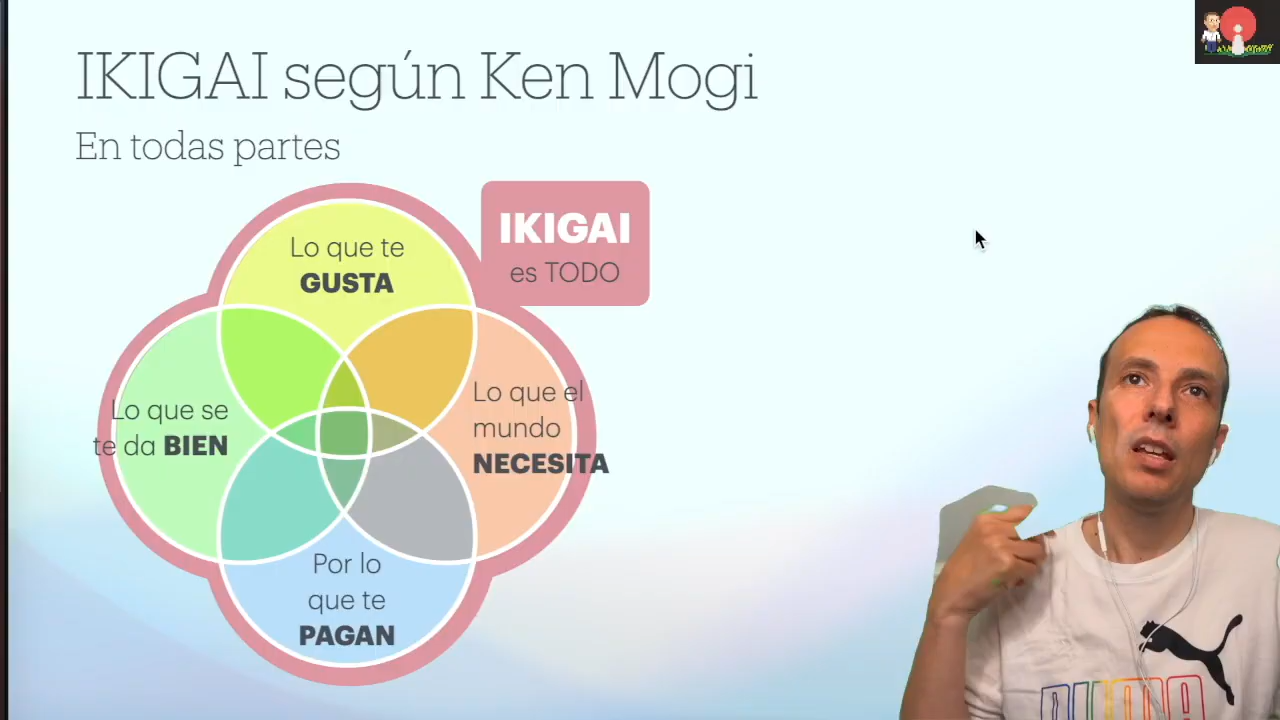 IKIGAI según Ken Mogi
En todas partes
IKIGAI
es TODO
Lo que te
GUSTA
Lo que se
te da BIEN
Lo que el
mundo
NECESITA
Por lo
que te
PAGAN
PUMA